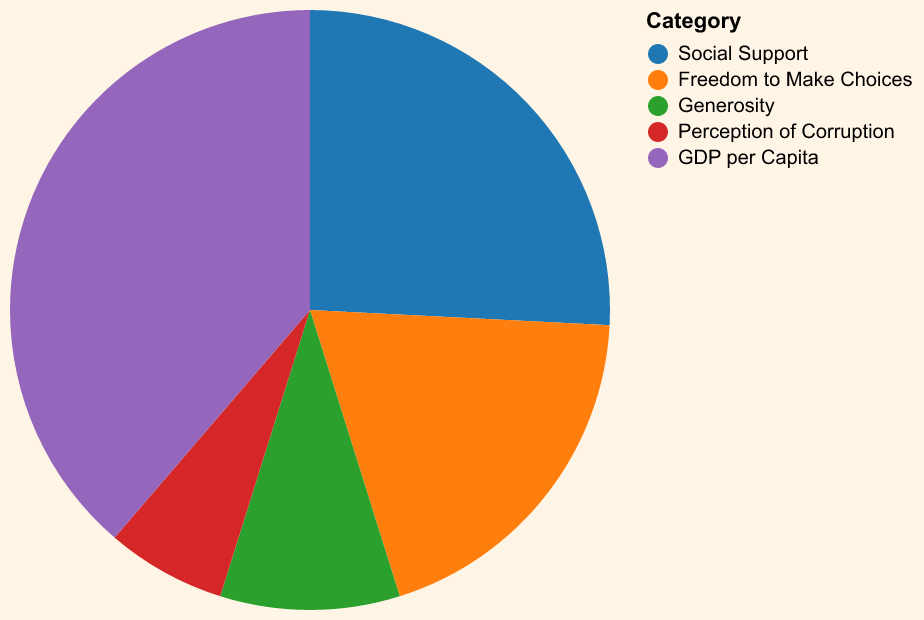 Category
Social Support
Freedom to Make Choices
Generosity
Perception of Corruption
GDP per Capita